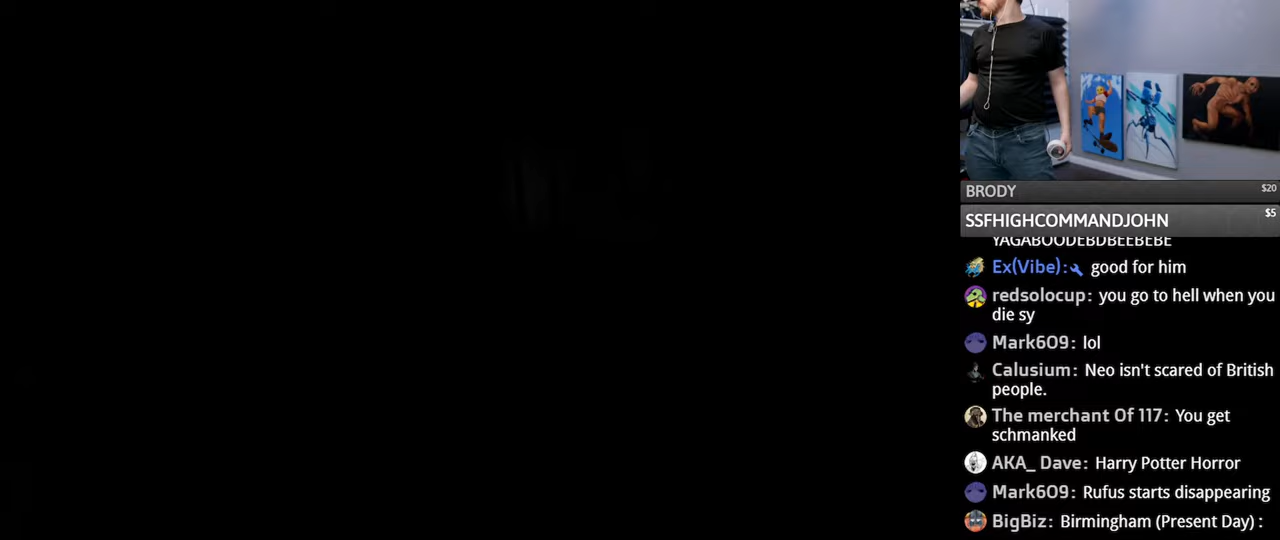 BRODY $20
SSFHIGHCOMMANDJOHN $5
YAGABOODEBDBEEBEBE
Ex(Vibe): good for him
redsolocup: you go to hell when you
die sy
Mark609: lol
Calusium: Neo isn't scared of British
people.
The merchant Of 117: You get
schmanked
AKA_ Dave: Harry Potter Horror
Mark609: Rufus starts disappearing
BigBiz: Birmingham (Present Day) :